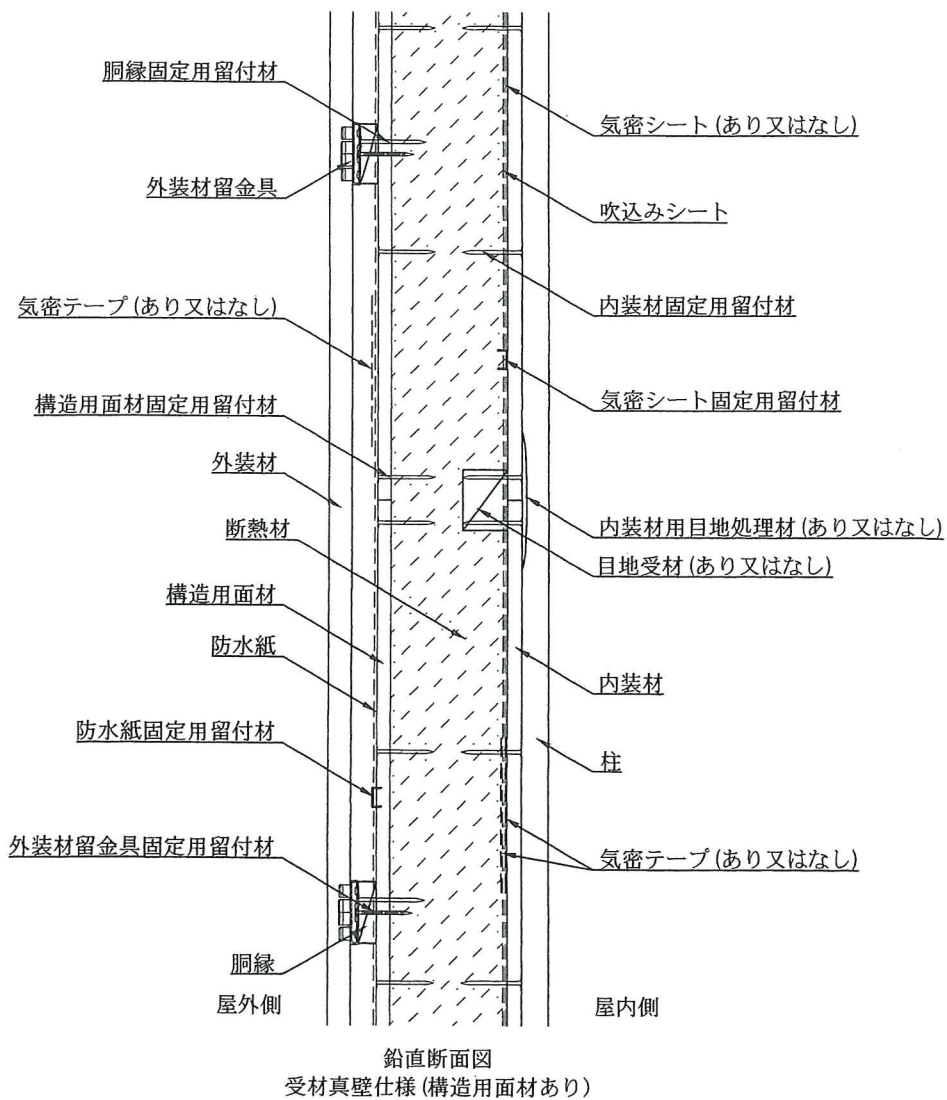 胴縁固定用留付材
外装材留金具
気密テープ(あり又はなし)
構造用面材固定用留付材
外装材
断熱材
構造用面材
防水紙
防水紙固定用留付材
外装材留金具固定用留付材
胴縁
屋外側
気密シート(あり又はなし)
吹込みシート
内装材固定用留付材
気密シート固定用留付材
内装材用目地処理材(あり又はなし)
目地受材(あり又はなし)
内装材
柱
気密テープ(あり又はなし)
屋内側
鉛直断面図
受材真壁仕様(構造用面材あり)